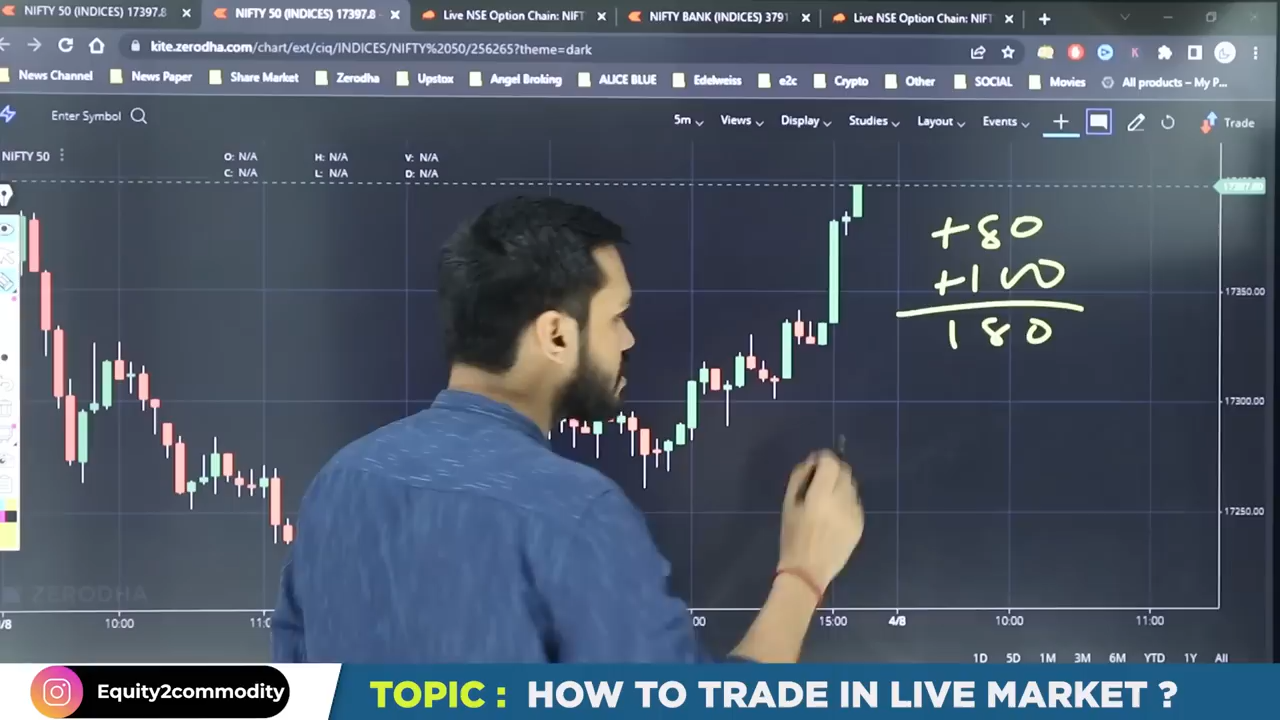 NIFTY 50 (INDICES) 17397.8
NIFTY 50 (INDICES) 17397.8
Live NSE Option Chain: NIFT
NIFTY BANK (INDICES) 3791
Live NSE Option Chain: NIFT
kite.zerodha.com/chart/ext/ciq/INDICES/NIFTY%2050/256265?theme=dark
News Channel News Paper Share Market Zerodha Upstox Angel Broking ALICE BLUE Edelweiss e2c Crypto Other SOCIAL Movies All products – My P...
Enter Symbol 5m Views Display Studies Layout Events Trade
NIFTY 50 O: N/A H: N/A V: N/A
C: N/A L: N/A D: N/A
+80
+100
180
17350.00
17300.00
17250.00
ZERODHA
10:00 15:00 4/8 10:00 11:00
1D 5D 1M 3M 6M YTD 1Y All
Equity2commodity
TOPIC : HOW TO TRADE IN LIVE MARKET ?